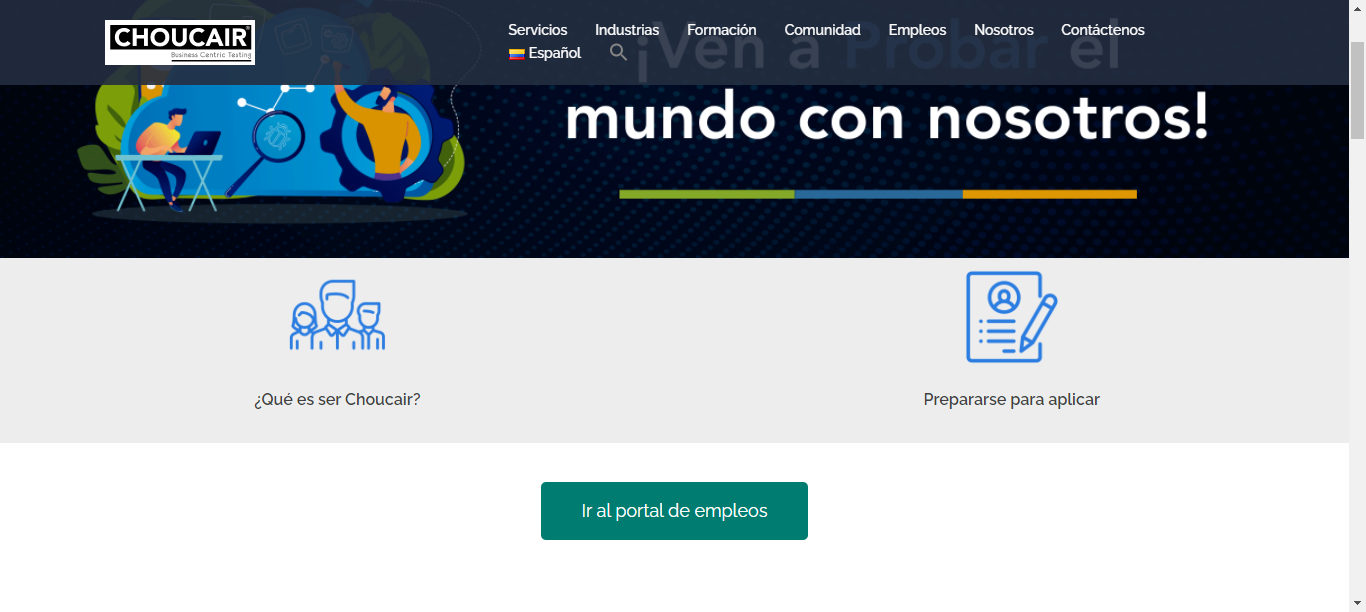 CHOUCAIR
Business Centric Testing
Servicios Industrias Formación Comunidad Empleos Nosotros Contáctenos
Español
¡Ven a Probar el
mundo con nosotros!
¿Qué es ser Choucair?
Prepararse para aplicar
Ir al portal de empleos